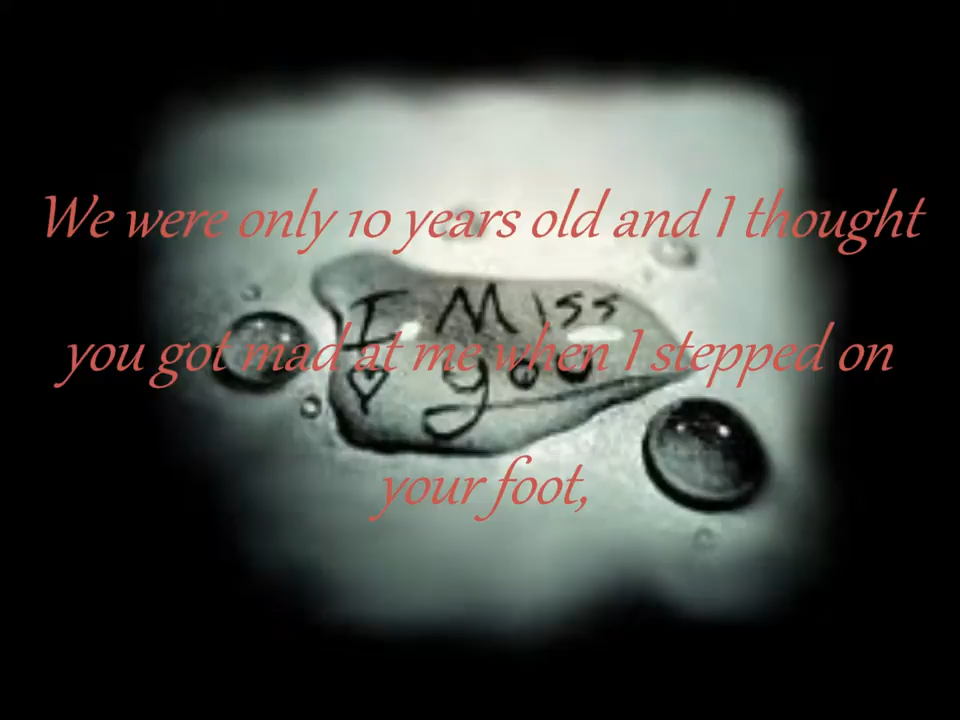 We were only 10 years old and I thought
I Miss
you got mad at me when I stepped on
you
your foot,